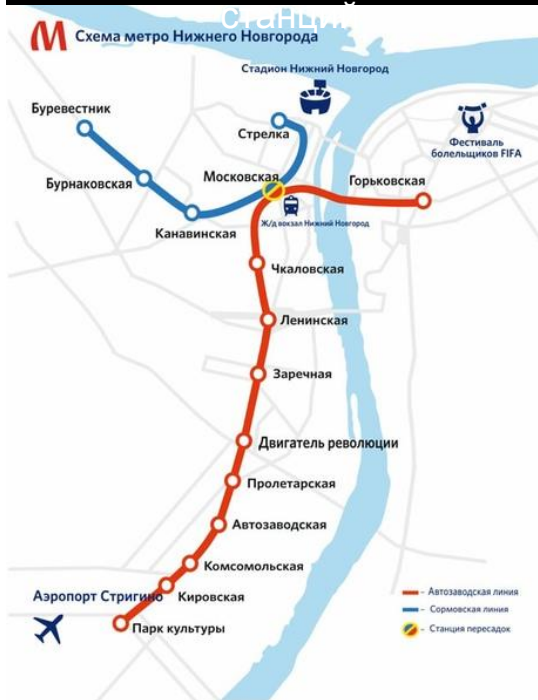 станций
Схема метро Нижнего Новгорода
Стадион Нижний Новгород
Буревестник
Стрелка
Фестиваль
болельщиков FIFA
Бурнаковская
Московская
Горьковская
Канавинская
Ж/д вокзал Нижний Новгород
Чкаловская
Ленинская
Заречная
Двигатель революции
Пролетарская
Автозаводская
Комсомольская
Аэропорт Стригино
Кировская
Парк культуры
- Автозаводская линия
- Сормовская линия
- Станция пересадок